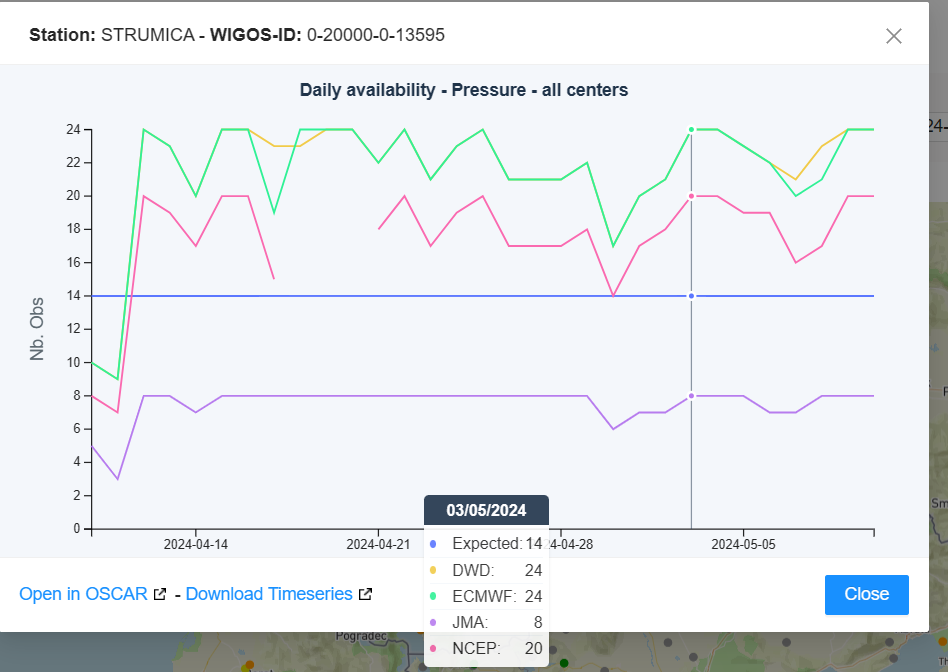 Station: STRUMICA - WIGOS-ID: 0-20000-0-13595
Daily availability - Pressure - all centers
24
22
20
18
16
14
12
10
8
6
4
2
0
Nb. Obs
2024-04-14
2024-04-21
4-04-28
2024-05-05
03/05/2024
Expected: 14
DWD: 24
ECMWF: 24
JMA: 8
NCEP: 20
Open in OSCAR - Download Timeseries
Close
24-
Pogradec